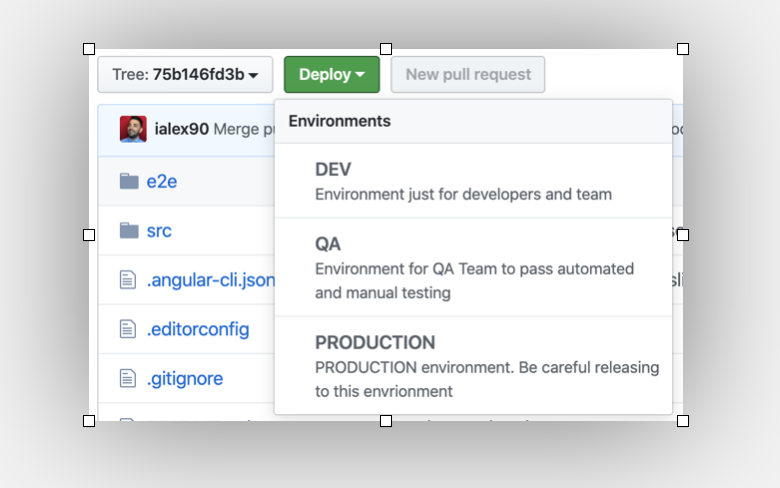 Tree: 75b146fd3b
Deploy
New pull request
Environments
ialex90 Merge
DEV
Environment just for developers and team
e2e
QA
Environment for QA Team to pass automated
and manual testing
src
.angular-cli.json
.editorconfig
PRODUCTION
PRODUCTION environment. Be careful releasing
to this envrionment
.gitignore